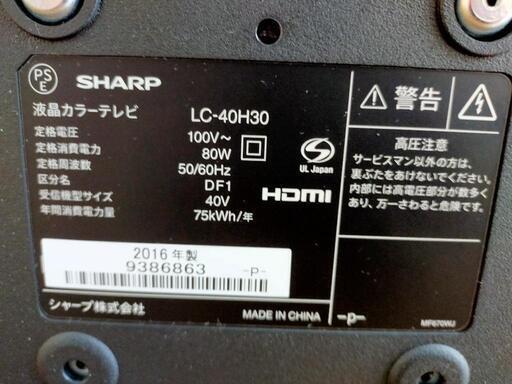 PS
E
SHARP
液晶カラーテレビ LC-40H30
定格電圧 100V~
定格消費電力 80W
定格周波数 50/60Hz
区分名 DF1
受信機型サイズ 40V
年間消費電力量 75kWh/年
S
UL Japan
HDMI
2016年製
9386863 -P-
シャープ株式会社 MADE IN CHINA
警告
高圧注意
サービスマン以外の方は、
裏ぶたをあけないでください。
内部には高電圧部分が数多く
あり、万一さわると危険です。
-P-
MF670WJ